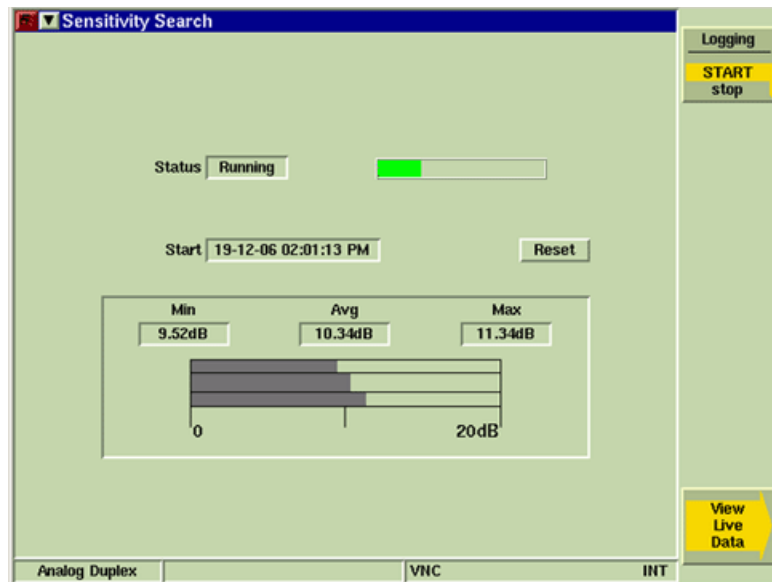 Sensitivity Search
Logging
START
stop
Status Running
Start 19-12-06 02:01:13 PM Reset
Min Avg Max
9.52dB 10.34dB 11.34dB
0 20dB
View
Live
Data
Analog Duplex VNC INT